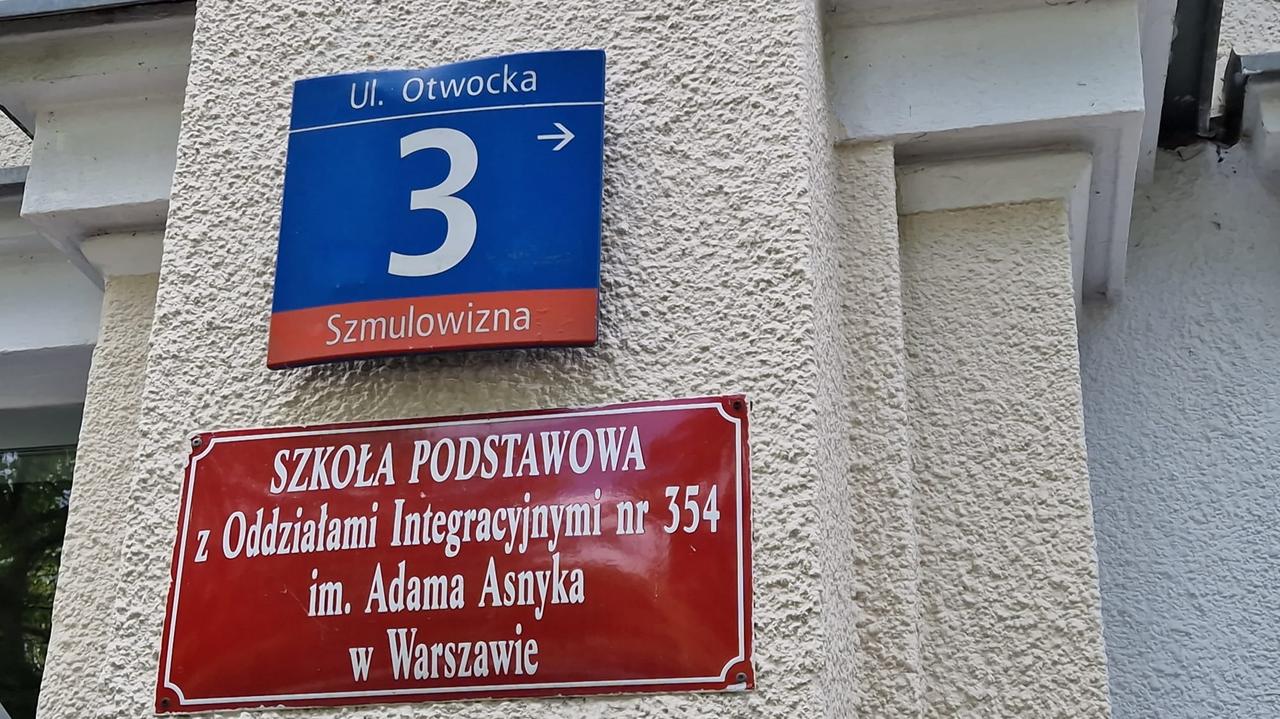 Ul. Otwocka
3 →
Szmulowizna
SZKOŁA PODSTAWOWA
z Oddziałami Integracyjnymi nr 354
im. Adama Asnyka
w Warszawie